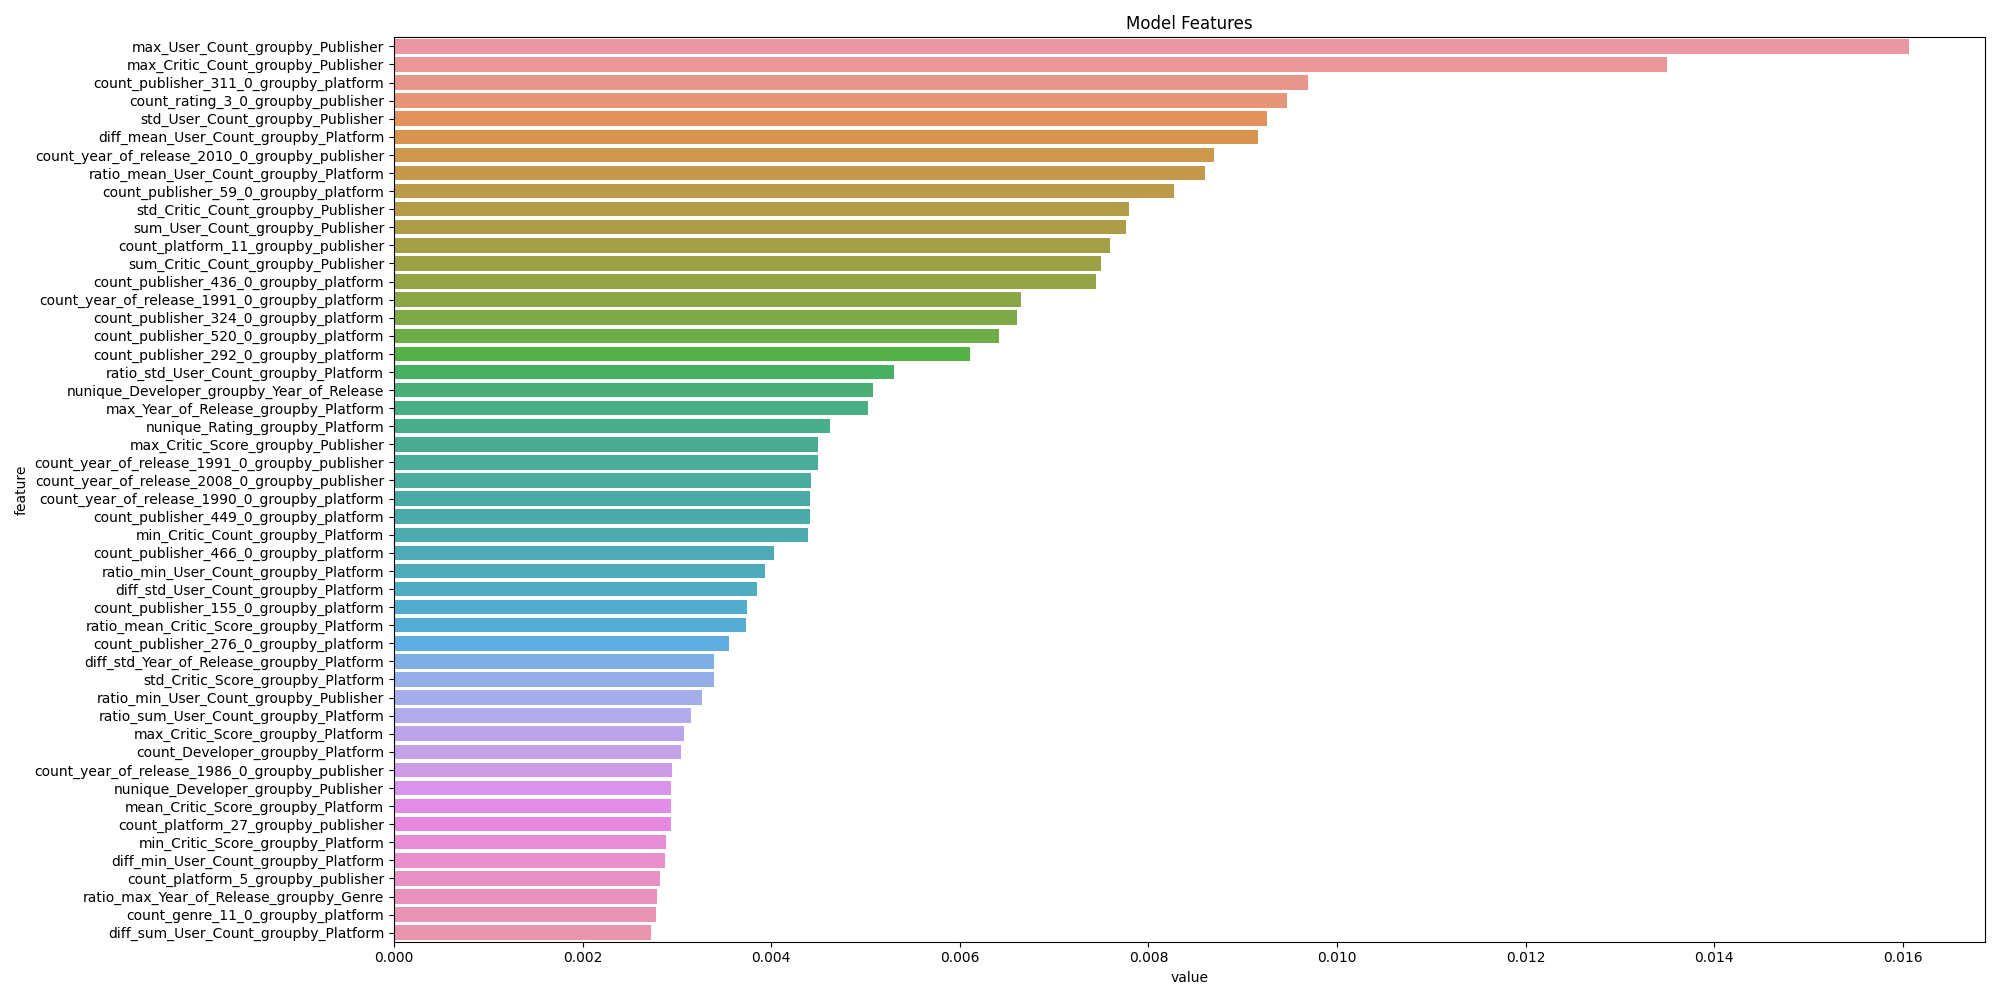 Model Features
max_User_Count_groupby_Publisher
max_Critic_Count_groupby_Publisher
count_publisher_311_0_groupby_platform
count_rating_3_0_groupby_publisher
std_User_Count_groupby_Publisher
diff_mean_User_Count_groupby_Platform
count_year_of_release_2010_0_groupby_publisher
ratio_mean_User_Count_groupby_Platform
count_publisher_59_0_groupby_platform
std_Critic_Count_groupby_Publisher
sum_User_Count_groupby_Publisher
count_platform_11_groupby_publisher
sum_Critic_Count_groupby_Publisher
count_publisher_436_0_groupby_platform
count_year_of_release_1991_0_groupby_platform
count_publisher_324_0_groupby_platform
count_publisher_520_0_groupby_platform
count_publisher_292_0_groupby_platform
ratio_std_User_Count_groupby_Platform
nunique_Developer_groupby_Year_of_Release
max_Year_of_Release_groupby_Platform
nunique_Rating_groupby_Platform
max_Critic_Score_groupby_Publisher
count_year_of_release_1991_0_groupby_publisher
count_year_of_release_2008_0_groupby_publisher
count_year_of_release_1990_0_groupby_platform
count_publisher_449_0_groupby_platform
min_Critic_Count_groupby_Platform
count_publisher_466_0_groupby_platform
ratio_min_User_Count_groupby_Platform
diff_std_User_Count_groupby_Platform
count_publisher_155_0_groupby_platform
ratio_mean_Critic_Score_groupby_Platform
count_publisher_276_0_groupby_platform
diff_std_Year_of_Release_groupby_Platform
std_Critic_Score_groupby_Platform
ratio_min_User_Count_groupby_Publisher
ratio_sum_User_Count_groupby_Platform
max_Critic_Score_groupby_Platform
count_Developer_groupby_Platform
count_year_of_release_1986_0_groupby_publisher
nunique_Developer_groupby_Publisher
mean_Critic_Score_groupby_Platform
count_platform_27_groupby_publisher
min_Critic_Score_groupby_Platform
diff_min_User_Count_groupby_Platform
count_platform_5_groupby_publisher
ratio_max_Year_of_Release_groupby_Genre
count_genre_11_0_groupby_platform
diff_sum_User_Count_groupby_Platform
feature
0.000 0.002 0.004 0.006 0.008 0.010 0.012 0.014 0.016
value